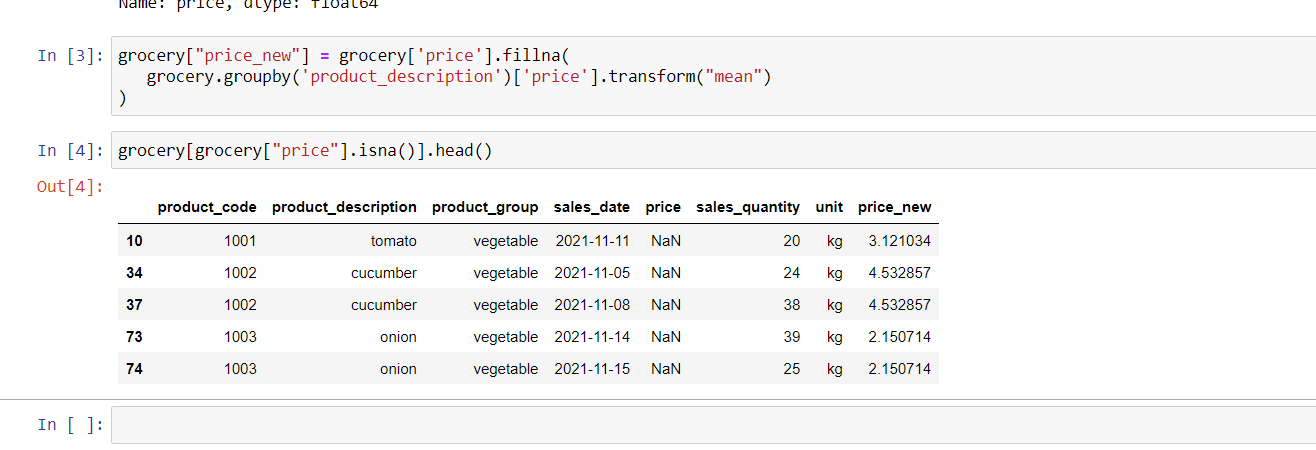 Name: price, dtype: float64
In [3]: grocery["price_new"] = grocery['price'].fillna(
grocery.groupby('product_description')['price'].transform("mean")
)
In [4]: grocery[grocery["price"].isna()].head()
Out[4]:
product_code product_description product_group sales_date price sales_quantity unit price_new
10 1001 tomato vegetable 2021-11-11 NaN 20 kg 3.121034
34 1002 cucumber vegetable 2021-11-05 NaN 24 kg 4.532857
37 1002 cucumber vegetable 2021-11-08 NaN 38 kg 4.532857
73 1003 onion vegetable 2021-11-14 NaN 39 kg 2.150714
74 1003 onion vegetable 2021-11-15 NaN 25 kg 2.150714
In [ ]: